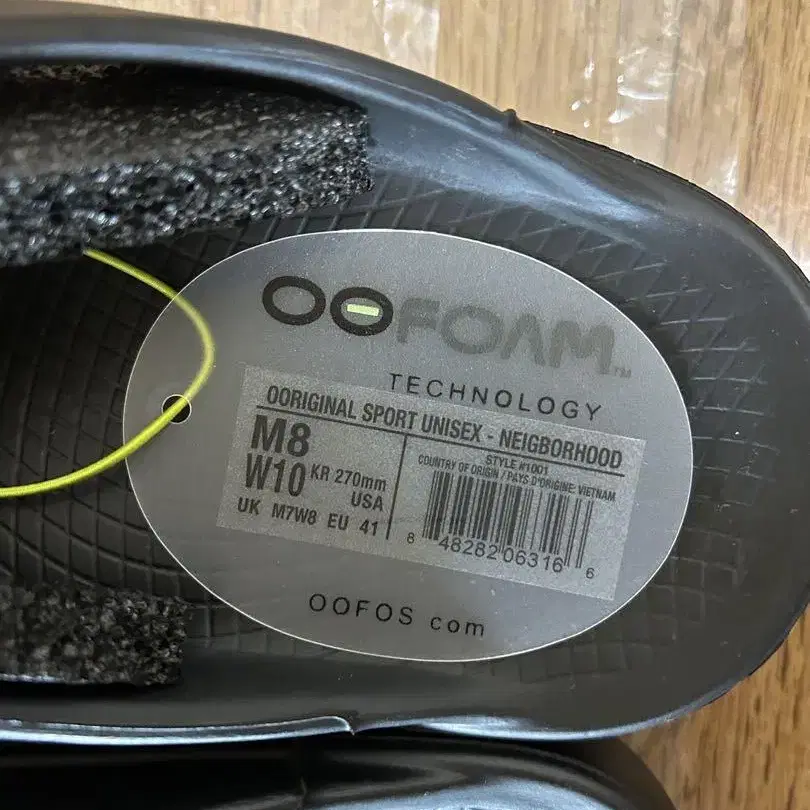 OOFOAM™
TECHNOLOGY
OORIGINAL SPORT UNISEX - NEIGBORHOOD
STYLE #1001
COUNTRY OF ORIGIN / PAYS D'ORIGINE: VIETNAM
M8
W10 KR 270mm
USA
UK M7W8 EU 41
8 48282 06316 6
OOFOS com